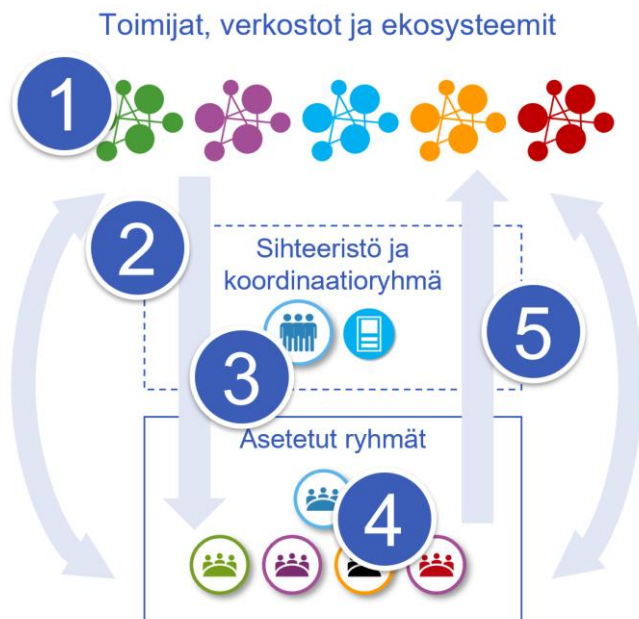 Toimijat, verkostot ja ekosysteemit
1
2
Sihteeristö ja
koordinaatioryhmä
3
5
Asetetut ryhmät
4